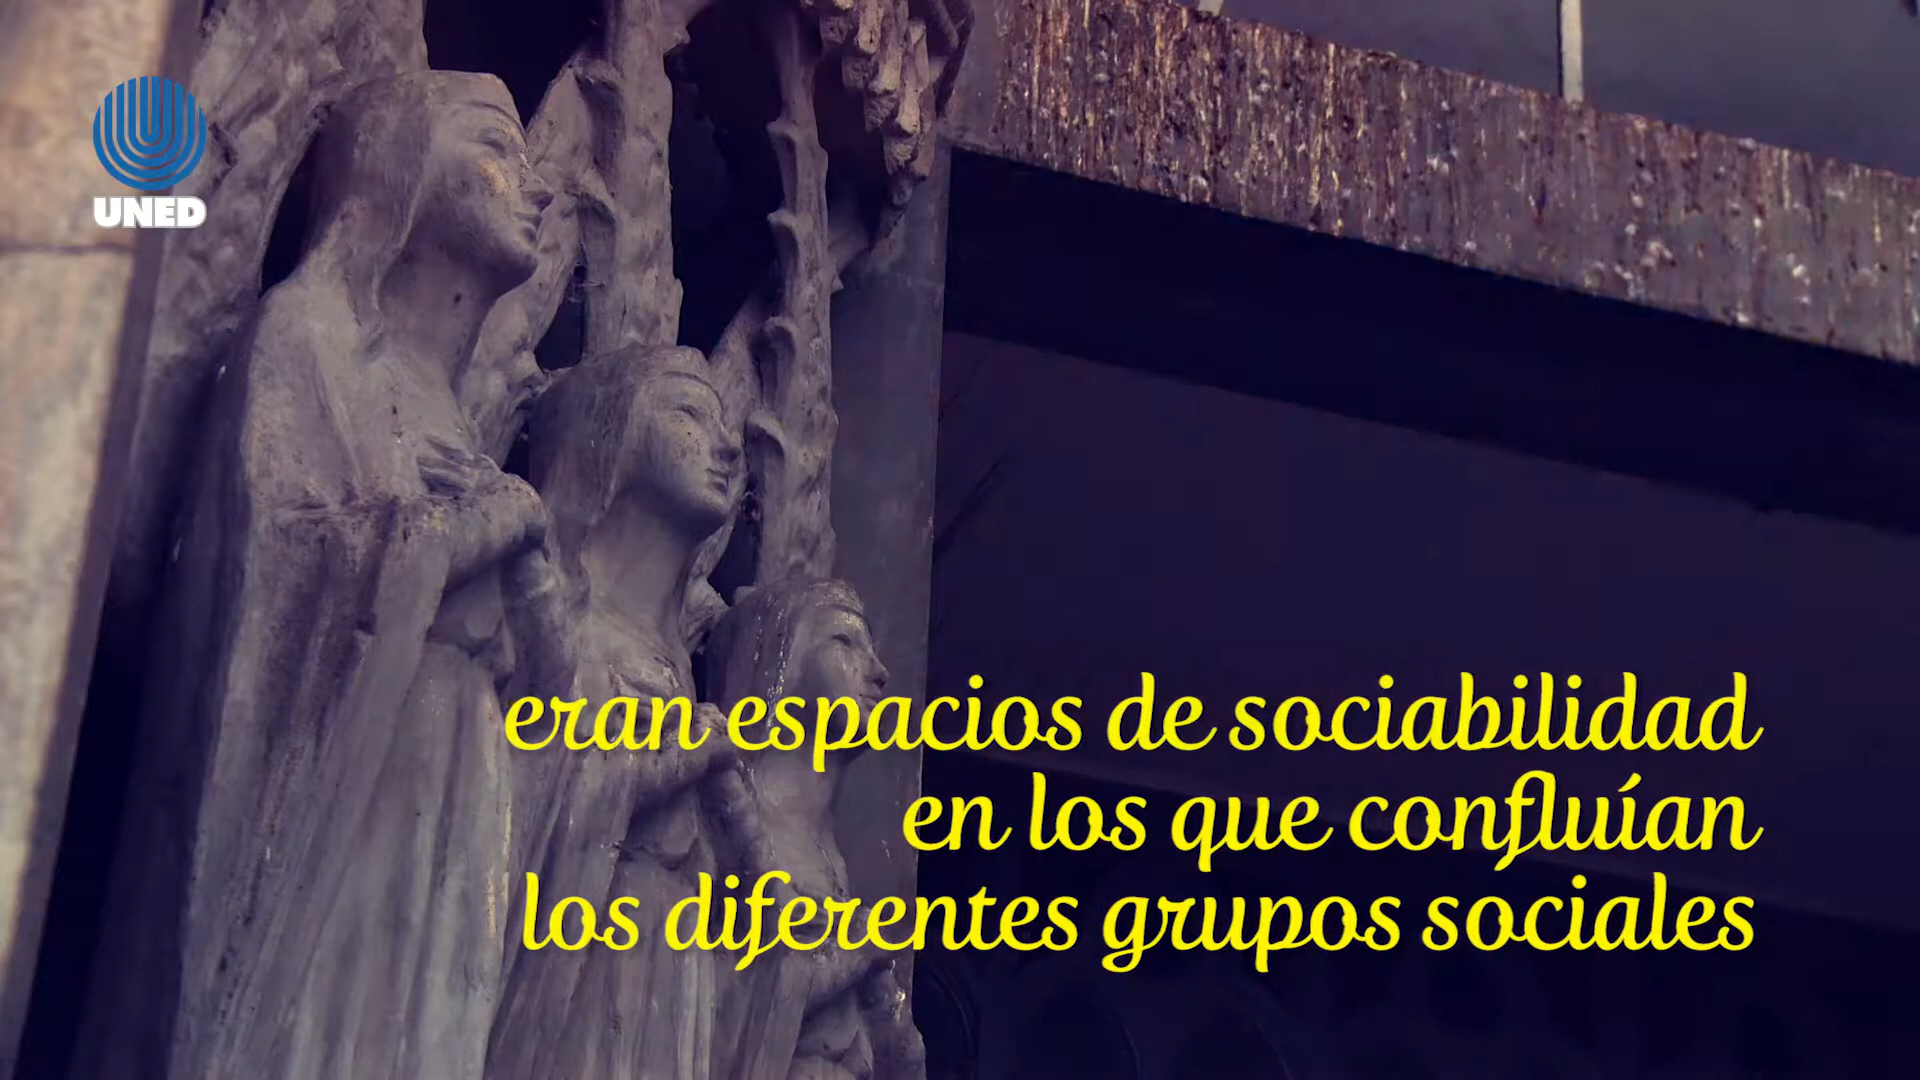 UNED
eran espacios de sociabilidad
en los que confluían
los diferentes grupos sociales